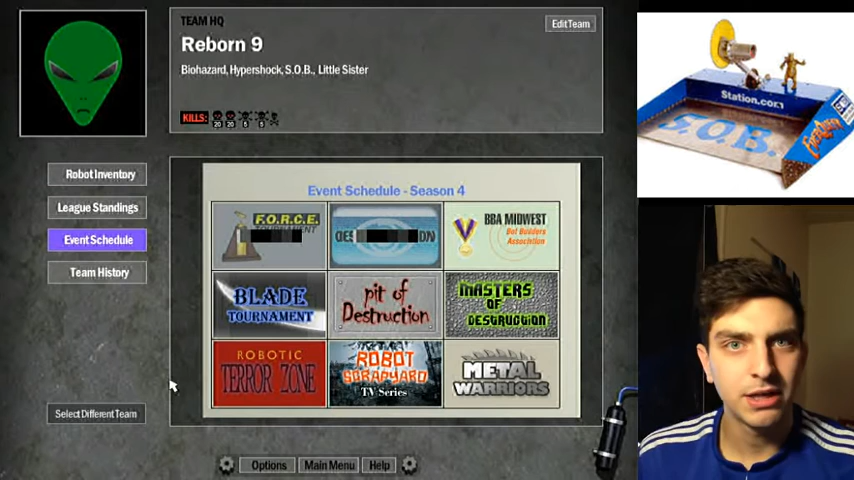 TEAM HQ
EditTeam
Reborn 9
Biohazard, Hypershock, S.O.B., Little Sister
KILLS:
20 20 5 5
Robot Inventory
League Standings
Event Schedule
Team History
Select Different Team
Event Schedule - Season 4
F.O.R.C.E.
BBA MIDWEST
Bot Builders
Association
BLADE
TOURNAMENT
pit of
Destruction
MASTERS
OF
DESTRUCTION
ROBOTIC
TERROR ZONE
ROBOT
SCRAPYARD
TV Series
METAL
WARRIORS
Options
Main Menu
Help
Station.com
S.O.B.